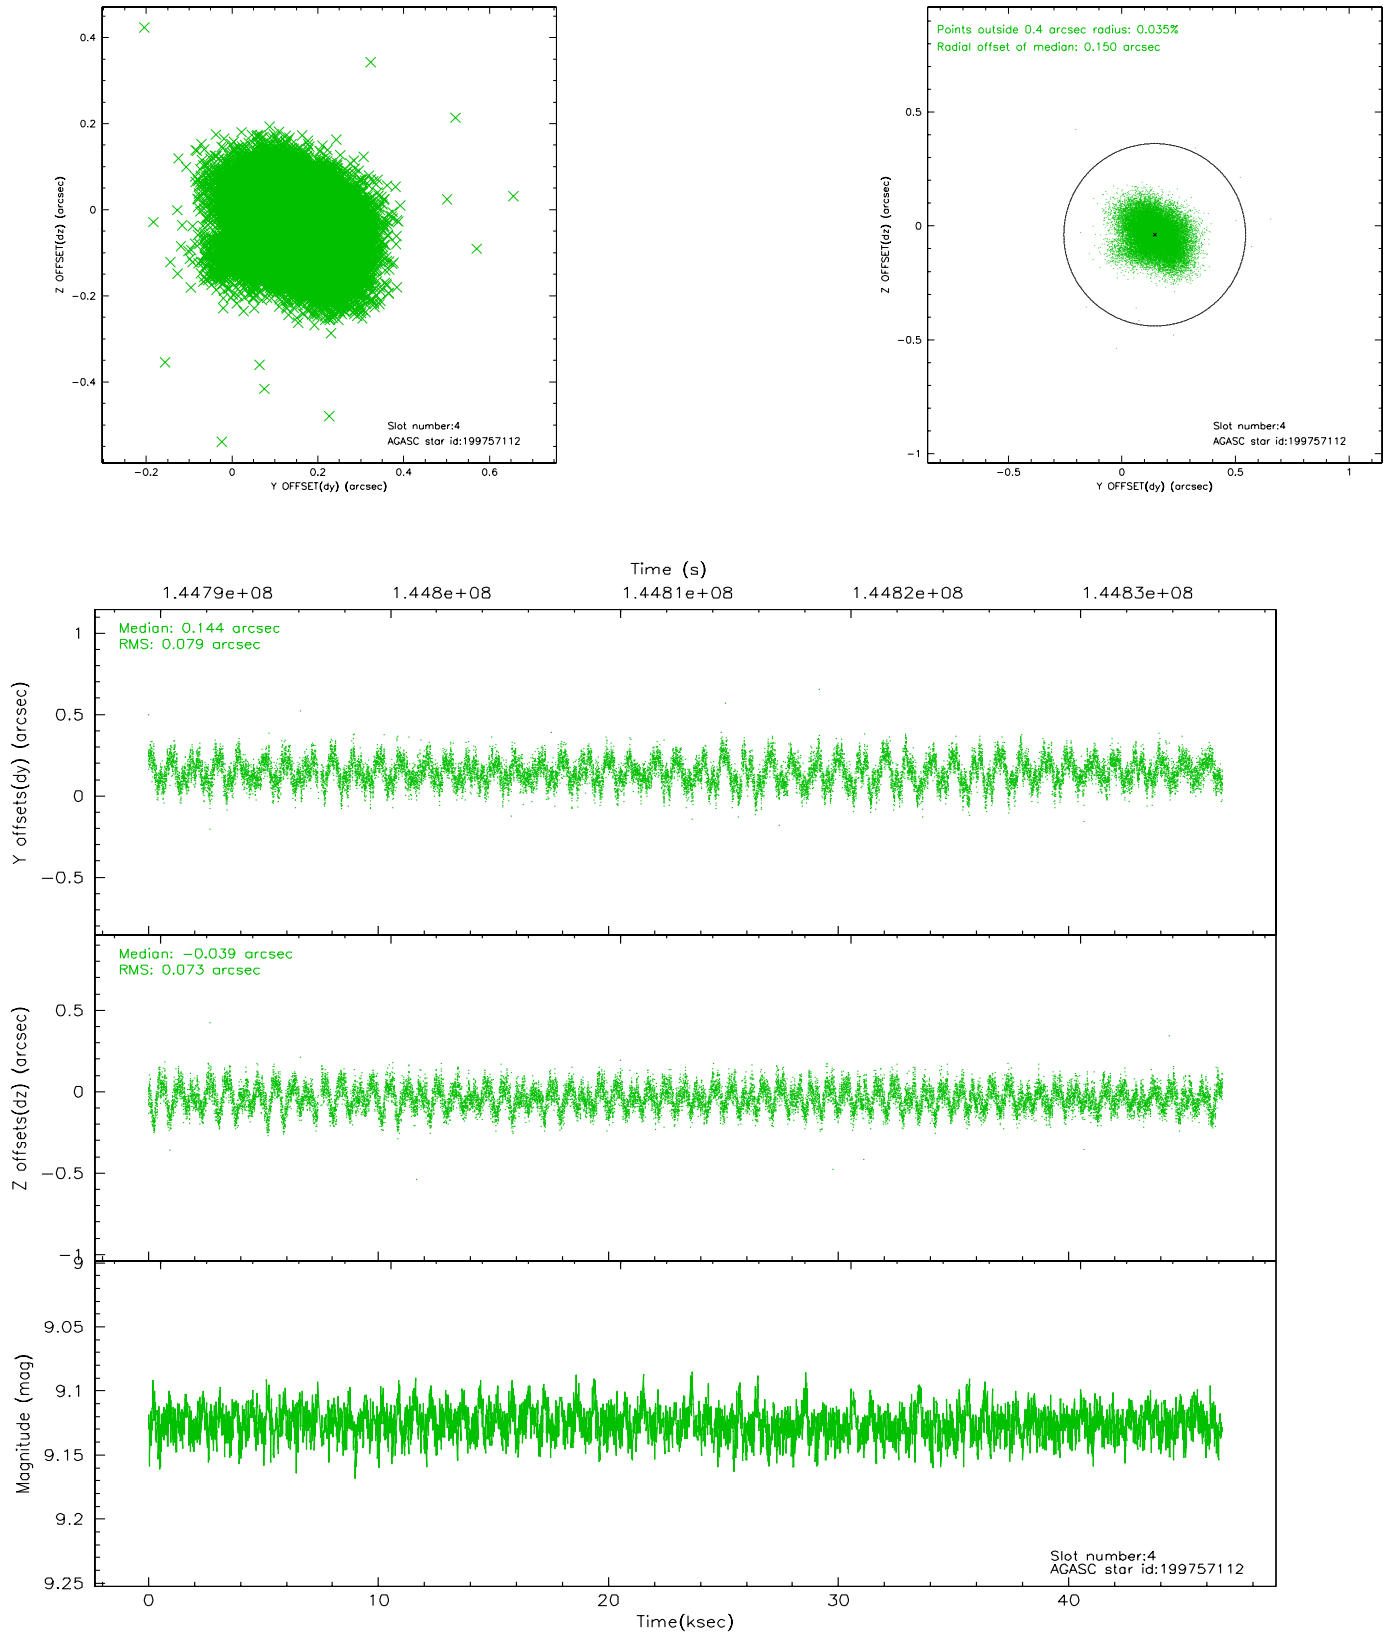 0.4
0.2
0
−0.2
−0.4
Z OFFSET(dz) (arcsec)
Slot number:4
AGASC star id:199757112
−0.2 0 0.2 0.4 0.6
Y OFFSET(dy) (arcsec)
Points outside 0.4 arcsec radius: 0.035%
Radial offset of median: 0.150 arcsec
0.5
0
−0.5
−1
Z OFFSET(dz) (arcsec)
Slot number:4
AGASC star id:199757112
−0.5 0 0.5 1
Y OFFSET(dy) (arcsec)
Time (s)
1.4479e+08 1.448e+08 1.4481e+08 1.4482e+08 1.4483e+08
Median: 0.144 arcsec
RMS: 0.079 arcsec
1
0.5
0
−0.5
Y offsets(dy) (arcsec)
Median: −0.039 arcsec
RMS: 0.073 arcsec
0.5
0
−0.5
−1
Z offsets(dz) (arcsec)
9
9.05
9.1
9.15
9.2
9.25
Magnitude (mag)
Slot number:4
AGASC star id:199757112
0 10 20 30 40
Time(ksec)